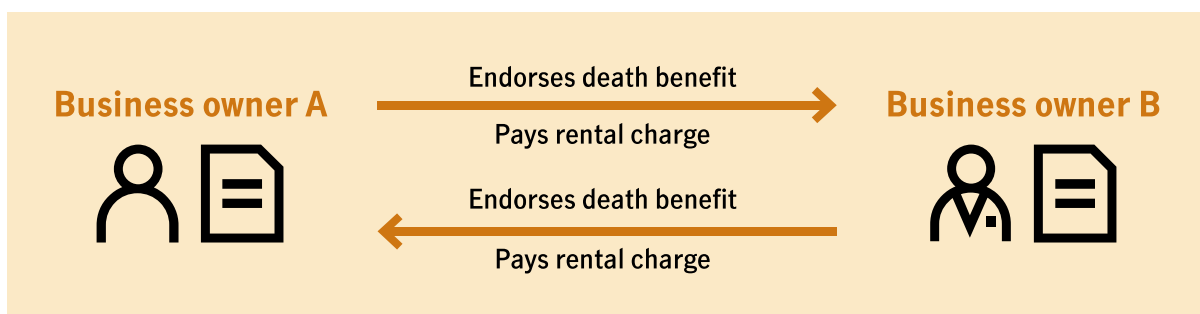 Business owner A
Endorses death benefit
Pays rental charge
Business owner B
Endorses death benefit
Pays rental charge